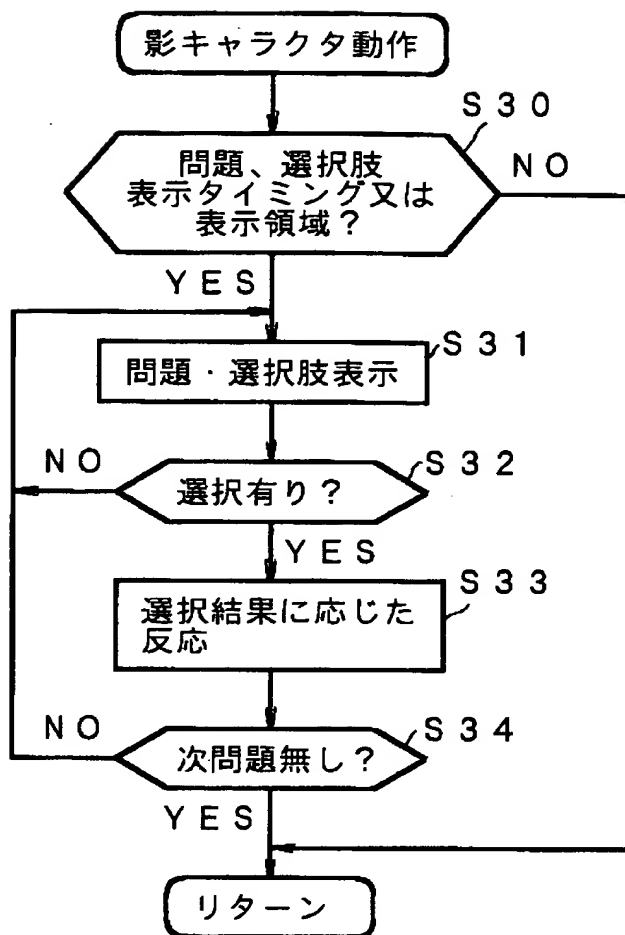 影キャラクタ動作
S30
問題、選択肢
表示タイミング又は
表示領域?
NO
YES
S31
問題・選択肢表示
NO
S32
選択有り?
YES
S33
選択結果に応じた
反応
NO
S34
次問題無し?
YES
リターン